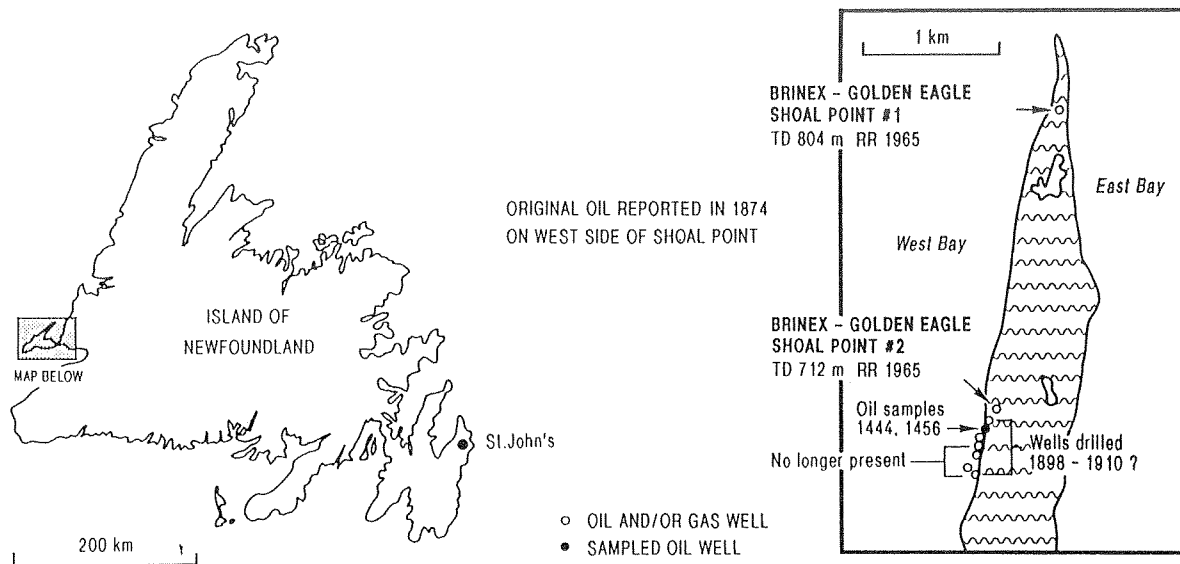 ISLAND OF
NEWFOUNDLAND
MAP BELOW
St.John's
200 km
ORIGINAL OIL REPORTED IN 1874
ON WEST SIDE OF SHOAL POINT
○ OIL AND/OR GAS WELL
● SAMPLED OIL WELL
1 km
BRINEX - GOLDEN EAGLE
SHOAL POINT #1
TD 804 m RR 1965
East Bay
West Bay
BRINEX - GOLDEN EAGLE
SHOAL POINT #2
TD 712 m RR 1965
Oil samples
1444, 1456
No longer present
Wells drilled
1898 - 1910 ?